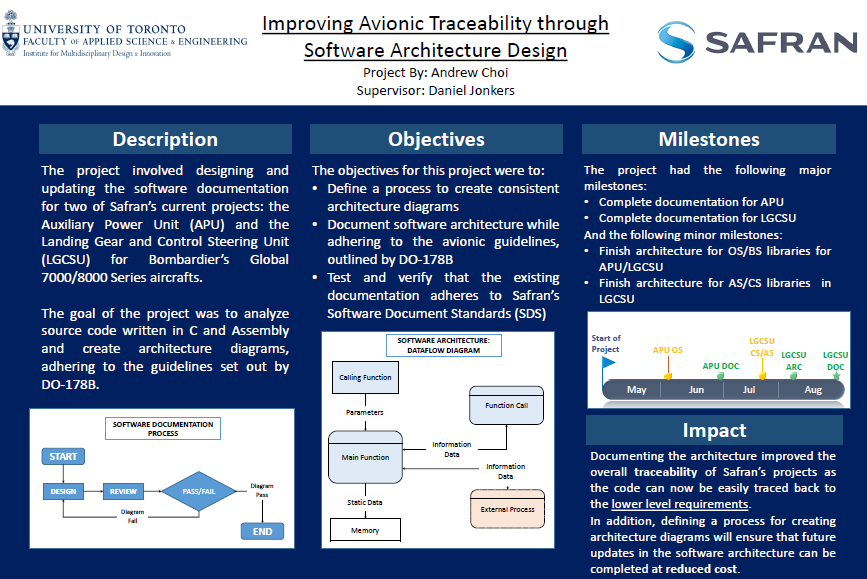 UNIVERSITY OF TORONTO
FACULTY OF APPLIED SCIENCE & ENGINEERING
Institute for Multidisciplinary Design & Innovation
Improving Avionic Traceability through
Software Architecture Design
Project By: Andrew Choi
Supervisor: Daniel Jonkers
SAFRAN
Description
The project involved designing and
updating the software documentation
for two of Safran's current projects: the
Auxiliary Power Unit (APU) and the
Landing Gear and Control Steering Unit
(LGCSU) for Bombardier's Global
7000/8000 Series aircrafts.
The goal of the project was to analyze
source code written in C and Assembly
and create architecture diagrams,
adhering to the guidelines set out by
DO-178B.
SOFTWARE DOCUMENTATION
PROCESS
START
DESIGN
REVIEW
PASS/FAIL
Diagram
Pass
Diagram
Fail
END
Objectives
The objectives for this project were to:
• Define a process to create consistent
architecture diagrams
• Document software architecture while
adhering to the avionic guidelines,
outlined by DO-178B
• Test and verify that the existing
documentation adheres to Safran's
Software Document Standards (SDS)
SOFTWARE ARCHITECTURE:
DATAFLOW DIAGRAM
Calling Function
Parameters
Function Call
Main Function
Information
Data
Information
Data
Static Data
External Process
Memory
Milestones
The project had the following major
milestones:
• Complete documentation for APU
• Complete documentation for LGCSU
And the following minor milestones:
• Finish architecture for OS/BS libraries for
APU/LGCSU
• Finish architecture for AS/CS libraries in
LGCSU
Start of
Project
APU OS
APU DOC
LGCSU
CS/AS
LGCSU
ARC
LGCSU
DOC
May
Jun
Jul
Aug
Impact
Documenting the architecture improved the
overall traceability of Safran's projects as
the code can now be easily traced back to
the lower level requirements.
In addition, defining a process for creating
architecture diagrams will ensure that future
updates in the software architecture can be
completed at reduced cost.